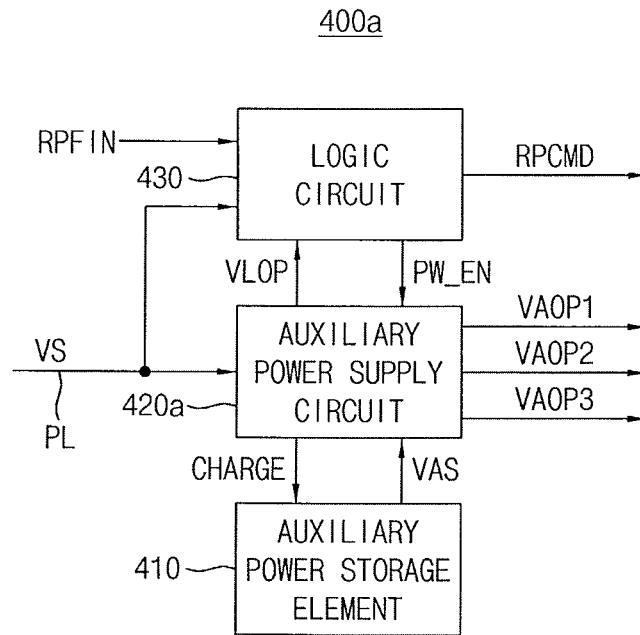 400a
RPFIN
430
LOGIC
CIRCUIT
RPCMD
VLOP
PW_EN
VS
PL
420a
AUXILIARY
POWER SUPPLY
CIRCUIT
VAOP1
VAOP2
VAOP3
CHARGE
VAS
410
AUXILIARY
POWER STORAGE
ELEMENT